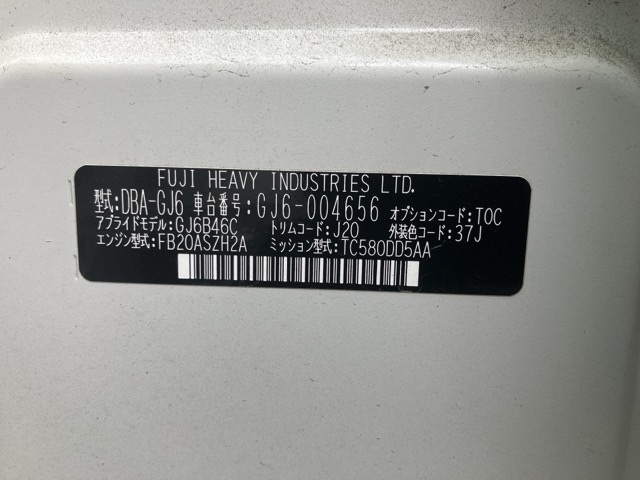 FUJI HEAVY INDUSTRIES LTD.
型式:DBA-GJ6 車台番号:GJ6-004656 オプションコード:TOC
アプライドモデル:GJ6B46C トリムコード:J20 外装色コード:37J
エンジン型式:FB20ASZH2A ミッション型式:TC580DD5AA